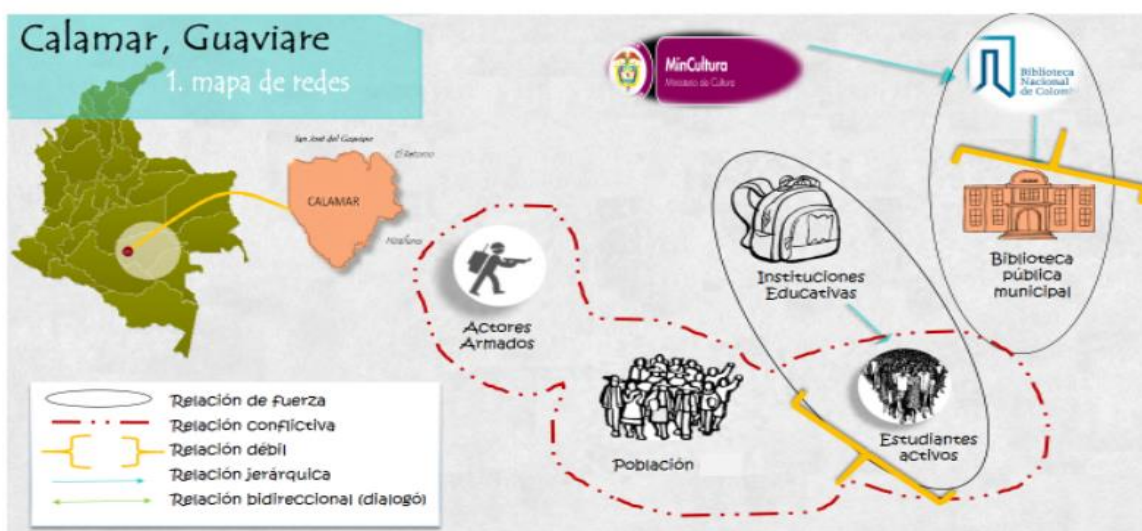 Calamar, Guaviare
1. mapa de redes
San José del Guaviare
El Retorno
CALAMAR
Miraflores
MinCultura
Ministerio de Cultura
Biblioteca
Nacional
de Colomb
Biblioteca
pública
municipal
Instituciones
Educativas
Actores
Armados
Población
Estudiantes
activos
Relación de fuerza
Relación conflictiva
Relación débil
Relación jerárquica
Relación bidireccional (dialogó)